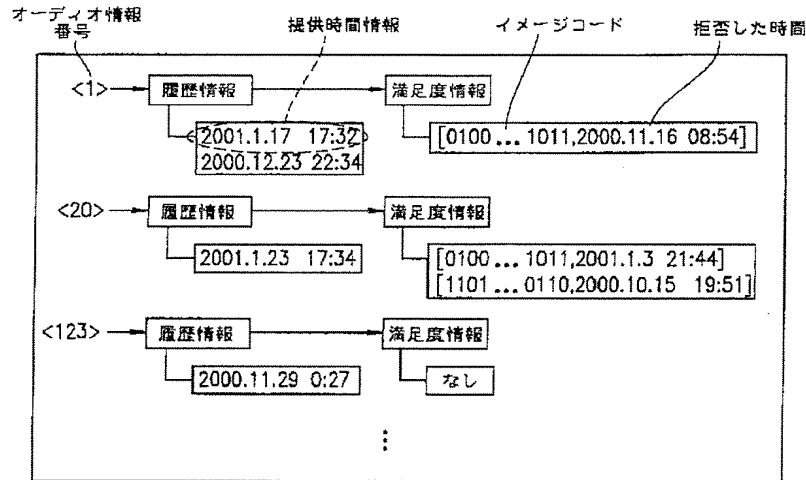 オーディオ情報番号
提供時間情報
イメージコード
拒否した時間
<1>
履歴情報
満足度情報
2001.1.17 17:32
2000.12.23 22:34
[0100 ... 1011,2000.11.16 08:54]
<20>
履歴情報
満足度情報
2001.1.23 17:34
[0100 ... 1011,2001.1.3 21:44]
[1101 ... 0110,2000.10.15 19:51]
<123>
履歴情報
満足度情報
2000.11.29 0:27
なし
⋮